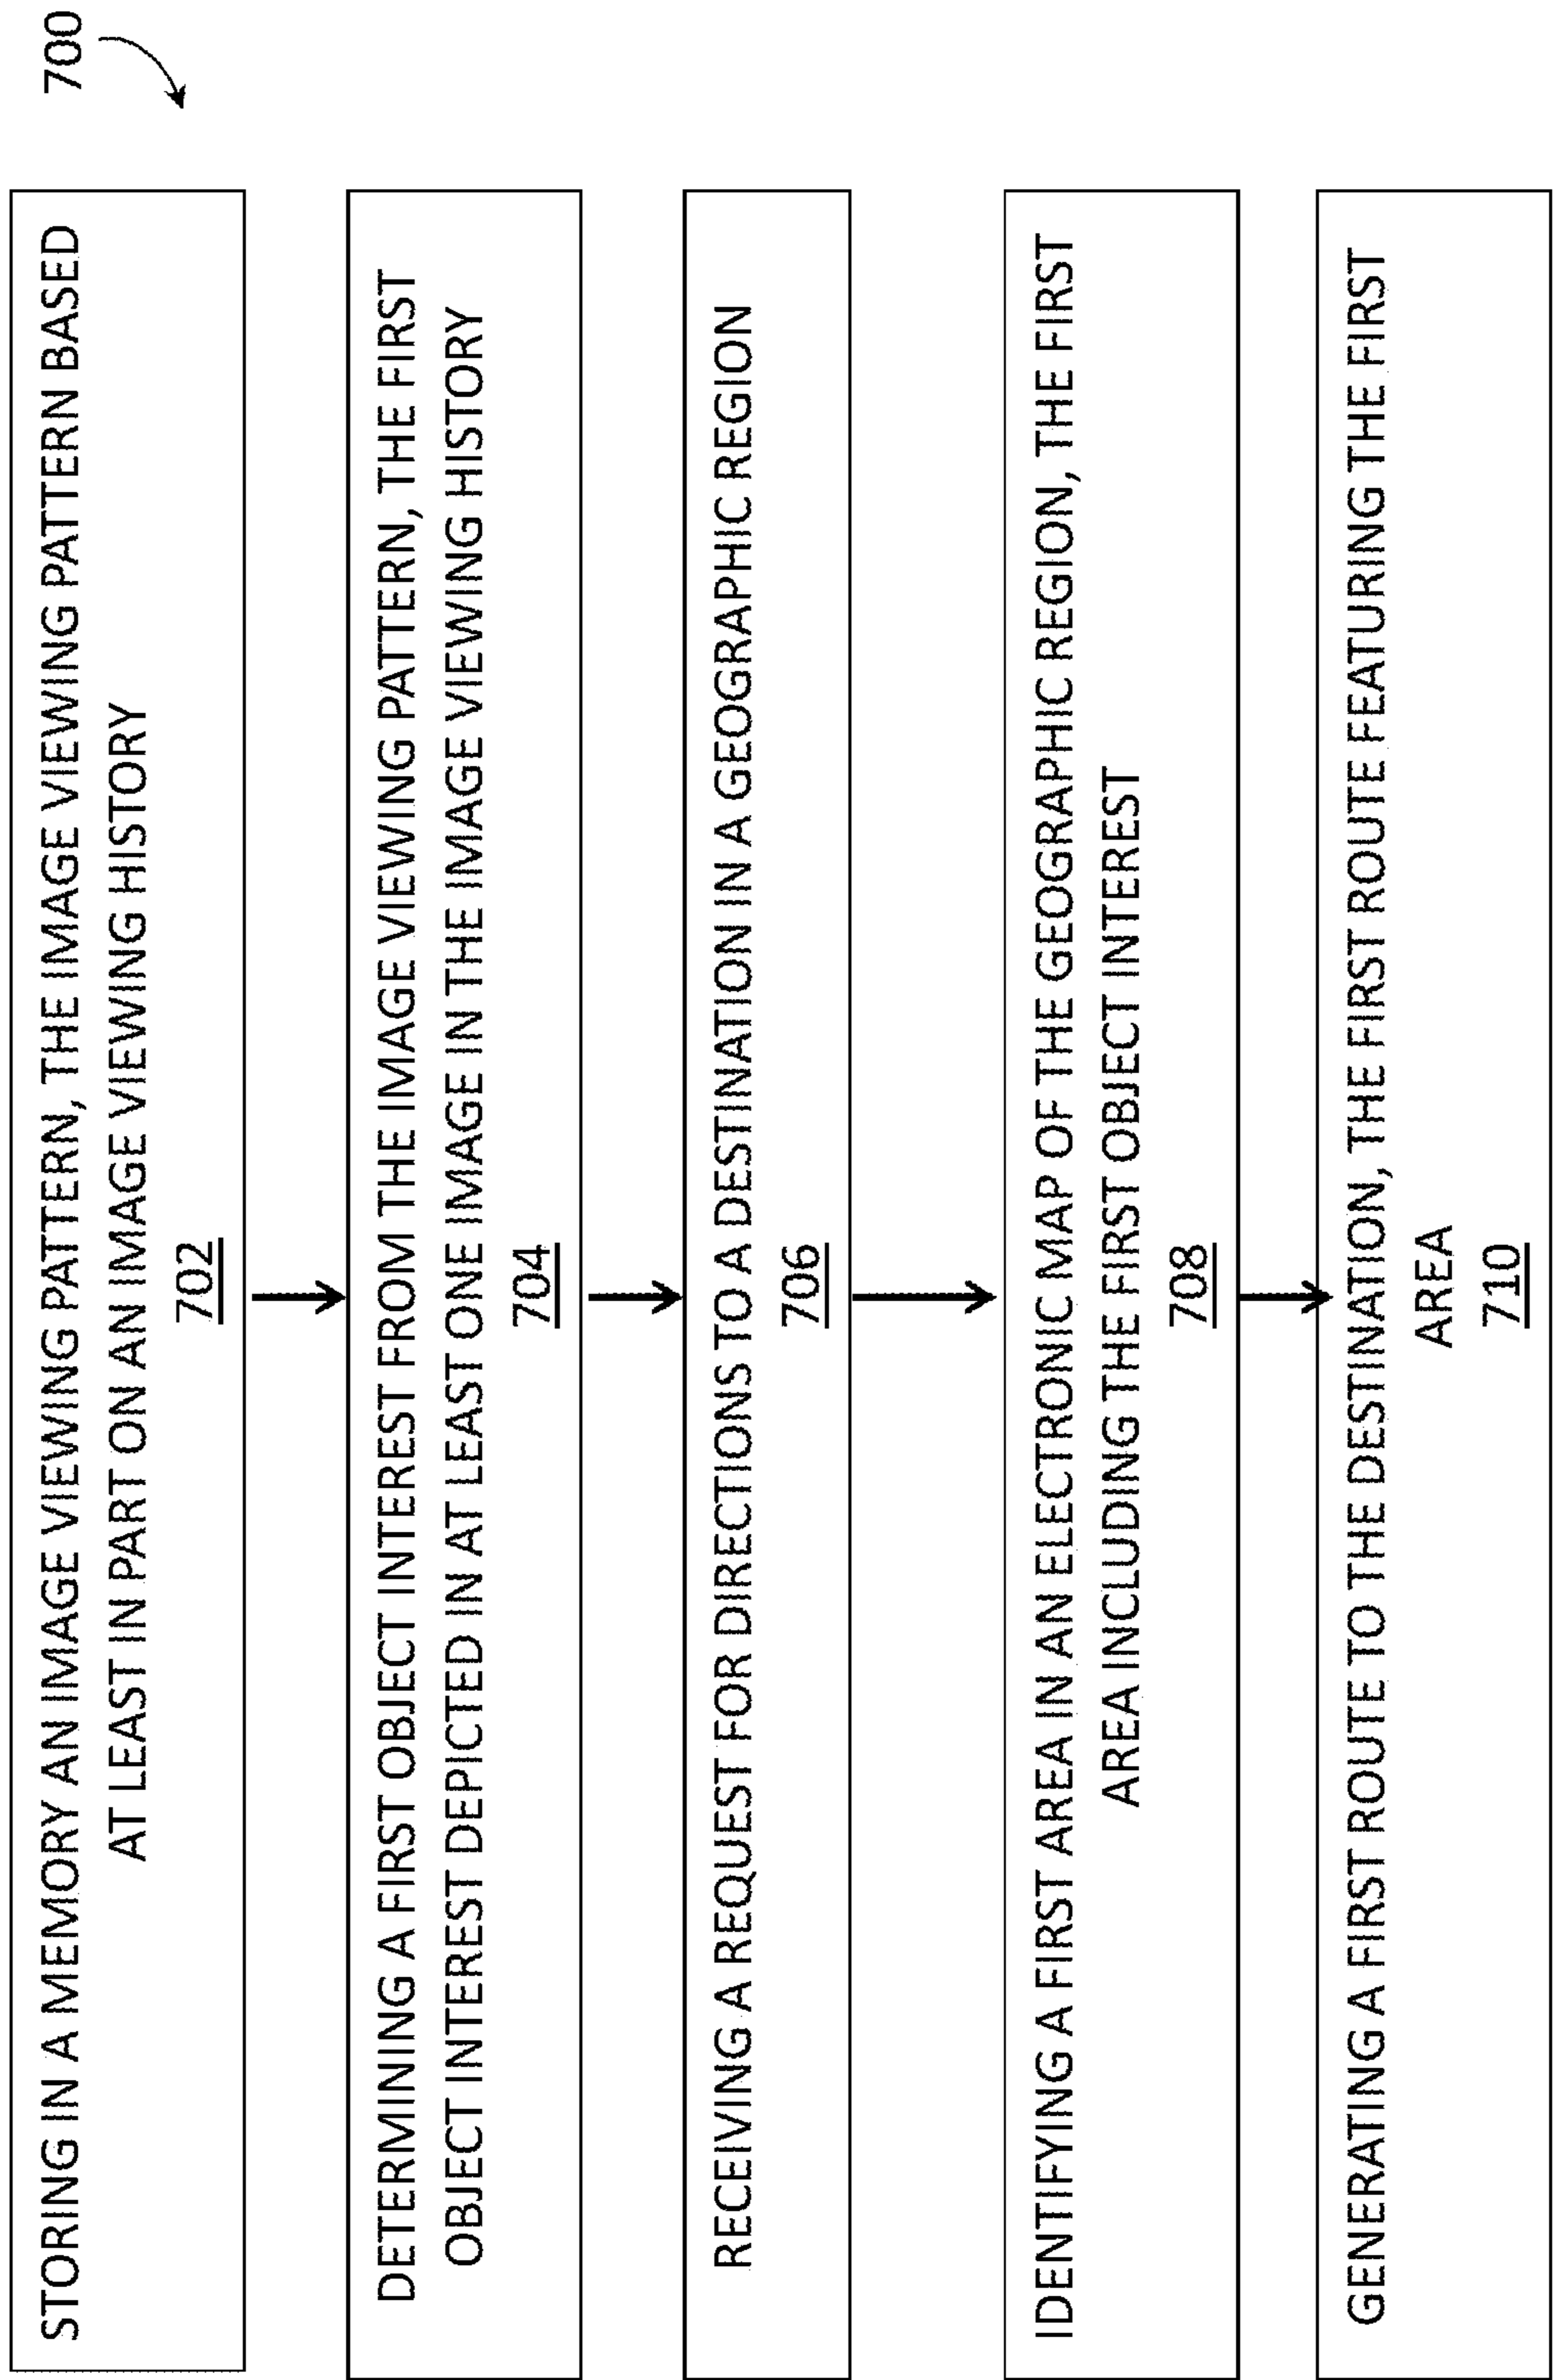 700
STORING IN A MEMORY AN IMAGE VIEWING PATTERN, THE IMAGE VIEWING PATTERN BASED
AT LEAST IN PART ON AN IMAGE VIEWING HISTORY
702
DETERMINING A FIRST OBJECT INTEREST FROM THE IMAGE VIEWING PATTERN, THE FIRST
OBJECT INTEREST DEPICTED IN AT LEAST ONE IMAGE IN THE IMAGE VIEWING HISTORY
704
RECEIVING A REQUEST FOR DIRECTIONS TO A DESTINATION IN A GEOGRAPHIC REGION
706
IDENTIFYING A FIRST AREA IN AN ELECTRONIC MAP OF THE GEOGRAPHIC REGION, THE FIRST
AREA INCLUDING THE FIRST OBJECT INTEREST
708
GENERATING A FIRST ROUTE TO THE DESTINATION, THE FIRST ROUTE FEATURING THE FIRST
AREA
710